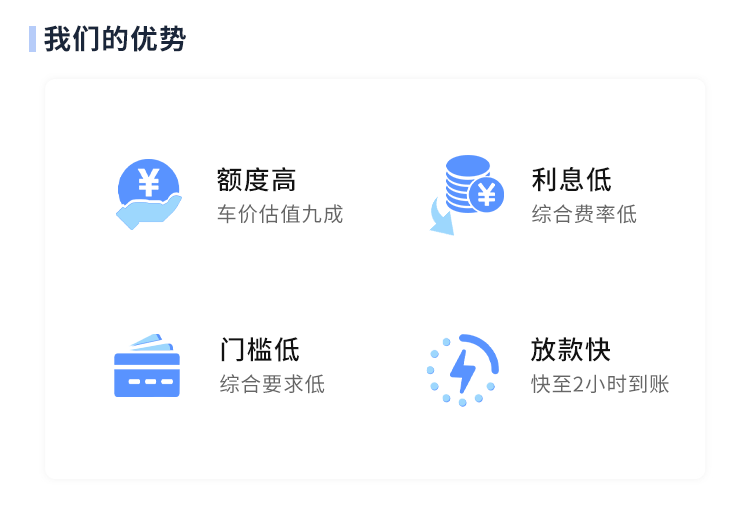 我们的优势
¥
额度高
车价估值九成
¥
利息低
综合费率低
门槛低
综合要求低
放款快
快至2小时到账